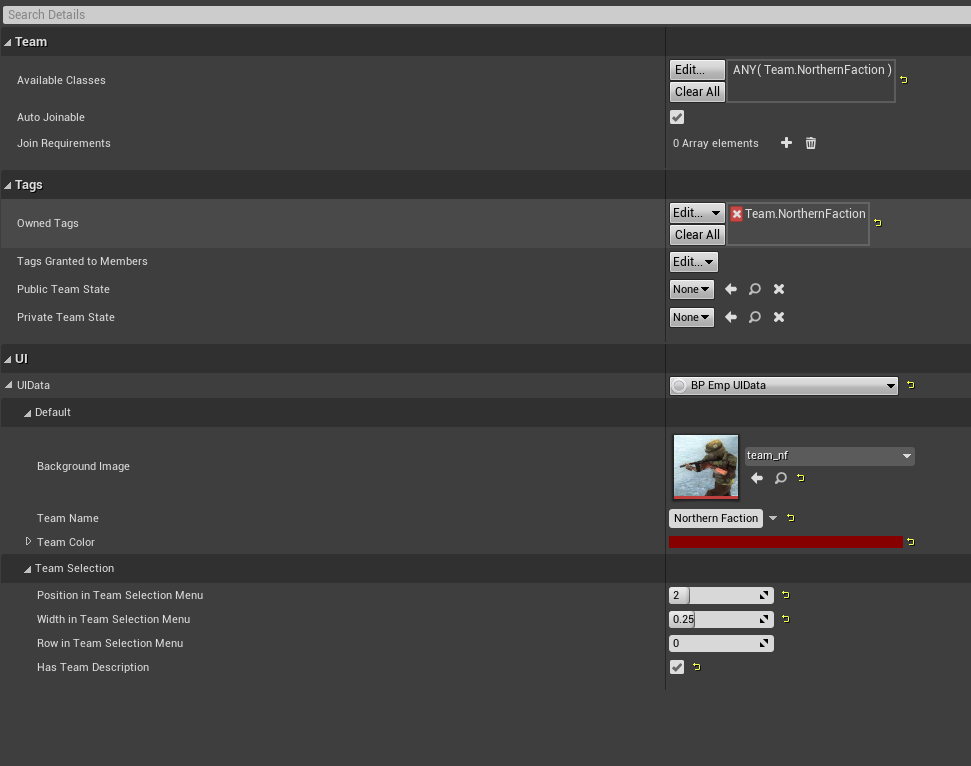 Search Details
Team
Available Classes
Edit...
ANY( Team.NorthernFaction )
Clear All
Auto Joinable
Join Requirements
0 Array elements
Tags
Owned Tags
Edit...
Team.NorthernFaction
Clear All
Tags Granted to Members
Edit...
Public Team State
None
Private Team State
None
UI
UIData
BP Emp UIData
Default
Background Image
team_nf
Team Name
Northern Faction
Team Color
Team Selection
Position in Team Selection Menu
2
Width in Team Selection Menu
0.25
Row in Team Selection Menu
0
Has Team Description